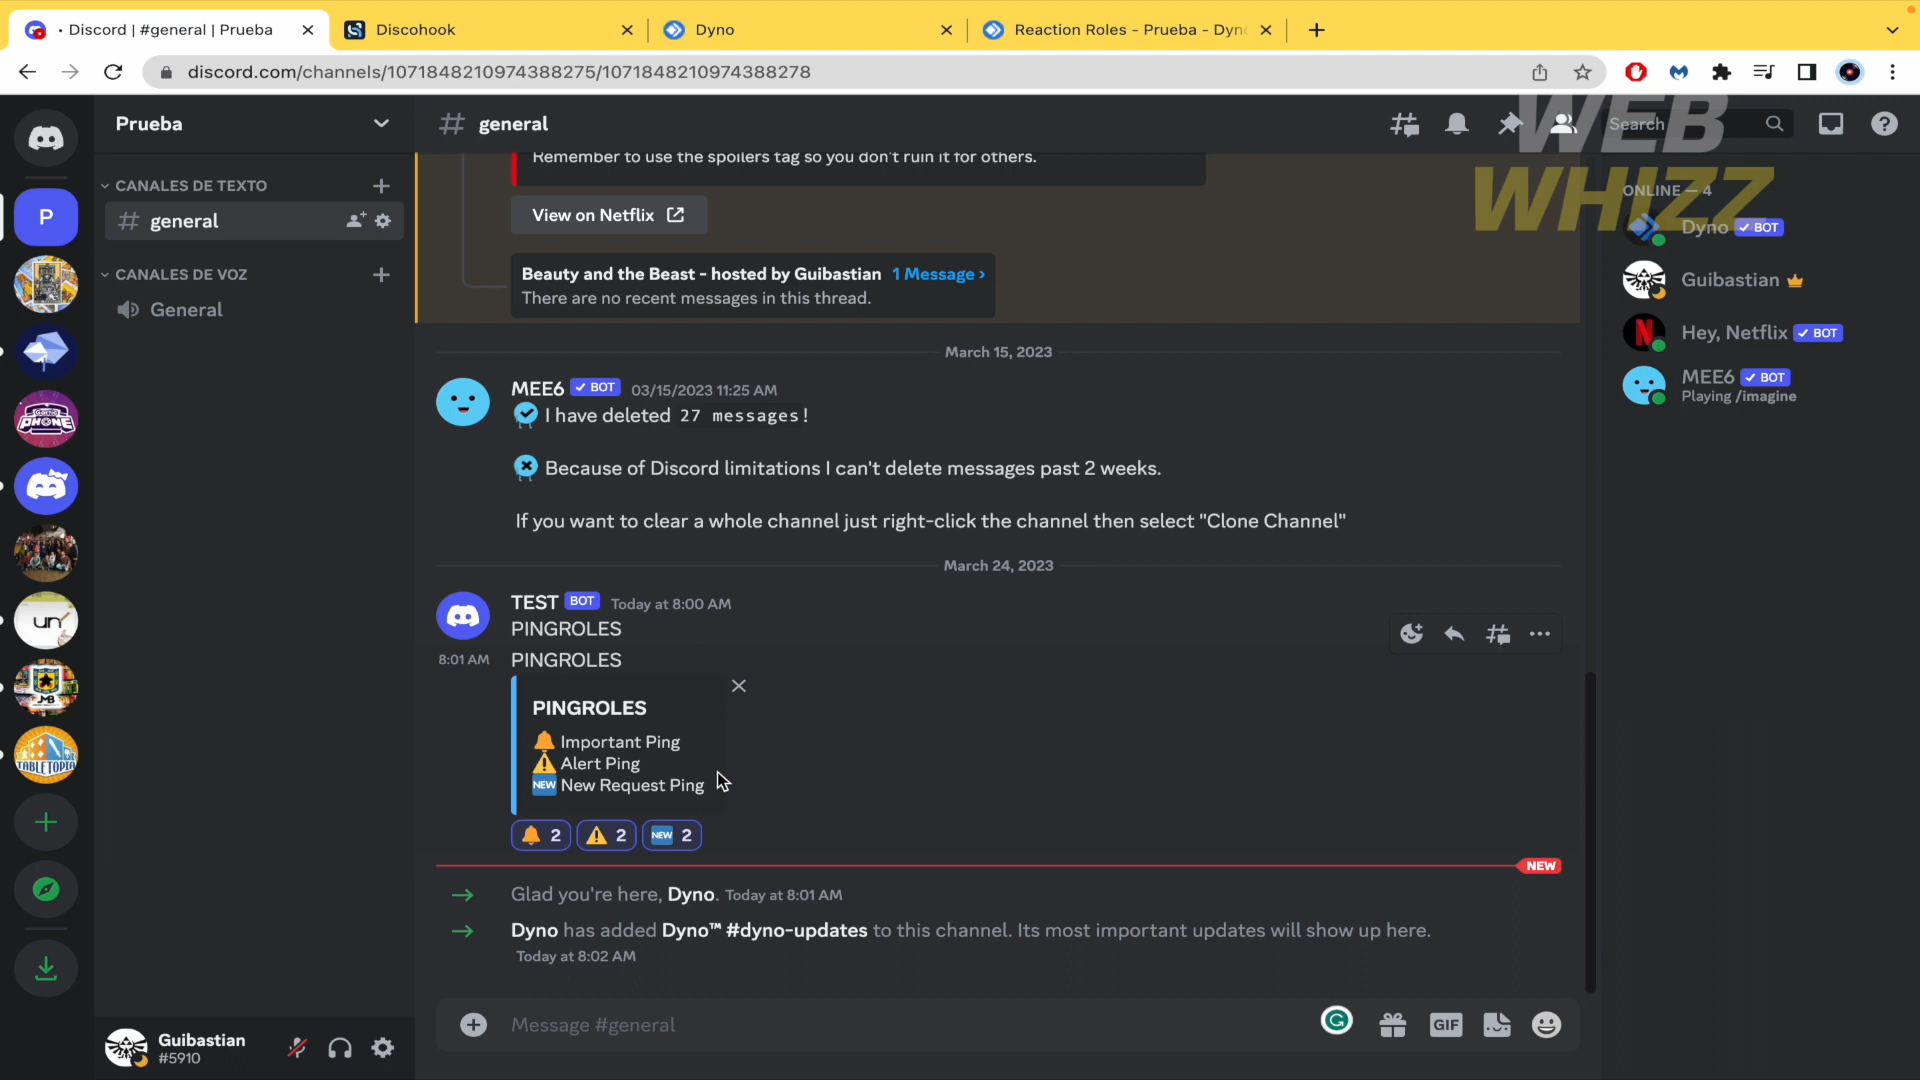 Discord | #general | Prueba
Discohook
Dyno
Reaction Roles - Prueba - Dyn
discord.com/channels/1071848210974388275/1071848210974388278
Prueba
general
WEB
WHIZZ
Search
Remember to use the spoilers tag so you don't ruin it for others.
CANALES DE TEXTO
ONLINE — 4
View on Netflix
P
general
Dyno BOT
CANALES DE VOZ
Beauty and the Beast - hosted by Guibastian 1 Message ›
There are no recent messages in this thread.
Guibastian
General
Hey, Netflix BOT
March 15, 2023
MEE6 BOT 03/15/2023 11:25 AM
MEE6 BOT
Playing /imagine
I have deleted 27 messages!
GARTIC PHONE
Because of Discord limitations I can't delete messages past 2 weeks.
If you want to clear a whole channel just right-click the channel then select "Clone Channel"
March 24, 2023
TEST BOT Today at 8:00 AM
PINGROLES
un
8:01 AM PINGROLES
JMB
PINGROLES
Important Ping
TABLETOPIA
Alert Ping
NEW New Request Ping
2
2
NEW 2
NEW
Glad you're here, Dyno. Today at 8:01 AM
Dyno has added Dyno™ #dyno-updates to this channel. Its most important updates will show up here.
Today at 8:02 AM
Message #general
GIF
Guibastian
#5910